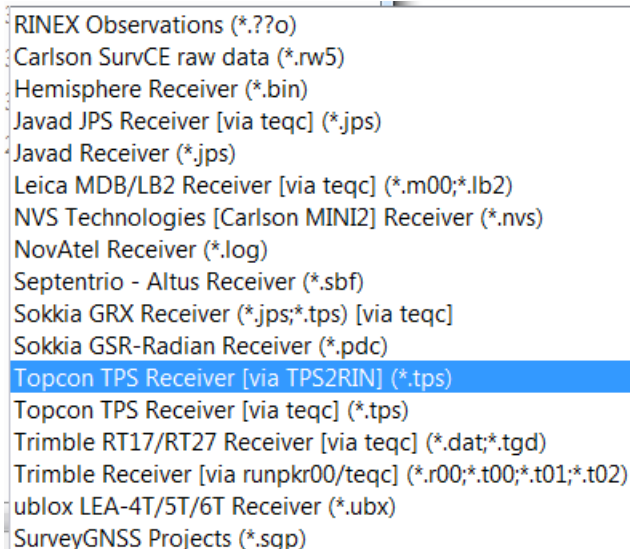 RINEX Observations (*.??o)
Carlson SurvCE raw data (*.rw5)
Hemisphere Receiver (*.bin)
Javad JPS Receiver [via teqc] (*.jps)
Javad Receiver (*.jps)
Leica MDB/LB2 Receiver [via teqc] (*.m00;*.lb2)
NVS Technologies [Carlson MINI2] Receiver (*.nvs)
NovAtel Receiver (*.log)
Septentrio - Altus Receiver (*.sbf)
Sokkia GRX Receiver (*.jps;*.tps) [via teqc]
Sokkia GSR-Radian Receiver (*.pdc)
Topcon TPS Receiver [via TPS2RIN] (*.tps)
Topcon TPS Receiver [via teqc] (*.tps)
Trimble RT17/RT27 Receiver [via teqc] (*.dat;*.tgd)
Trimble Receiver [via runpkr00/teqc] (*.r00;*.t00;*.t01;*.t02)
ublox LEA-4T/5T/6T Receiver (*.ubx)
SurveyGNSS Projects (*.sgp)